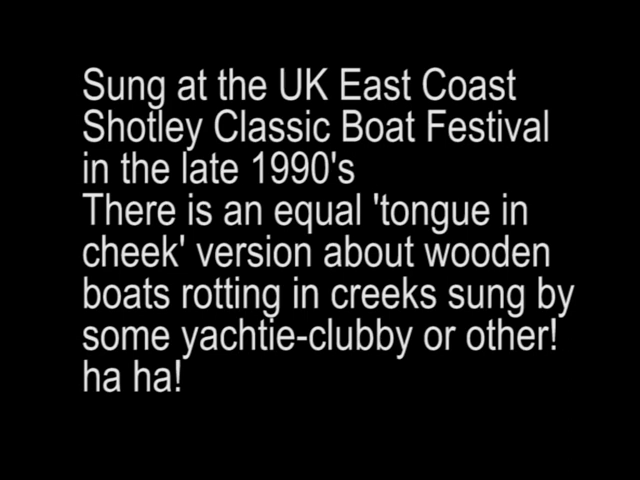 Sung at the UK East Coast
Shotley Classic Boat Festival
in the late 1990's
There is an equal 'tongue in
cheek' version about wooden
boats rotting in creeks sung by
some yachtie-clubby or other!
ha ha!